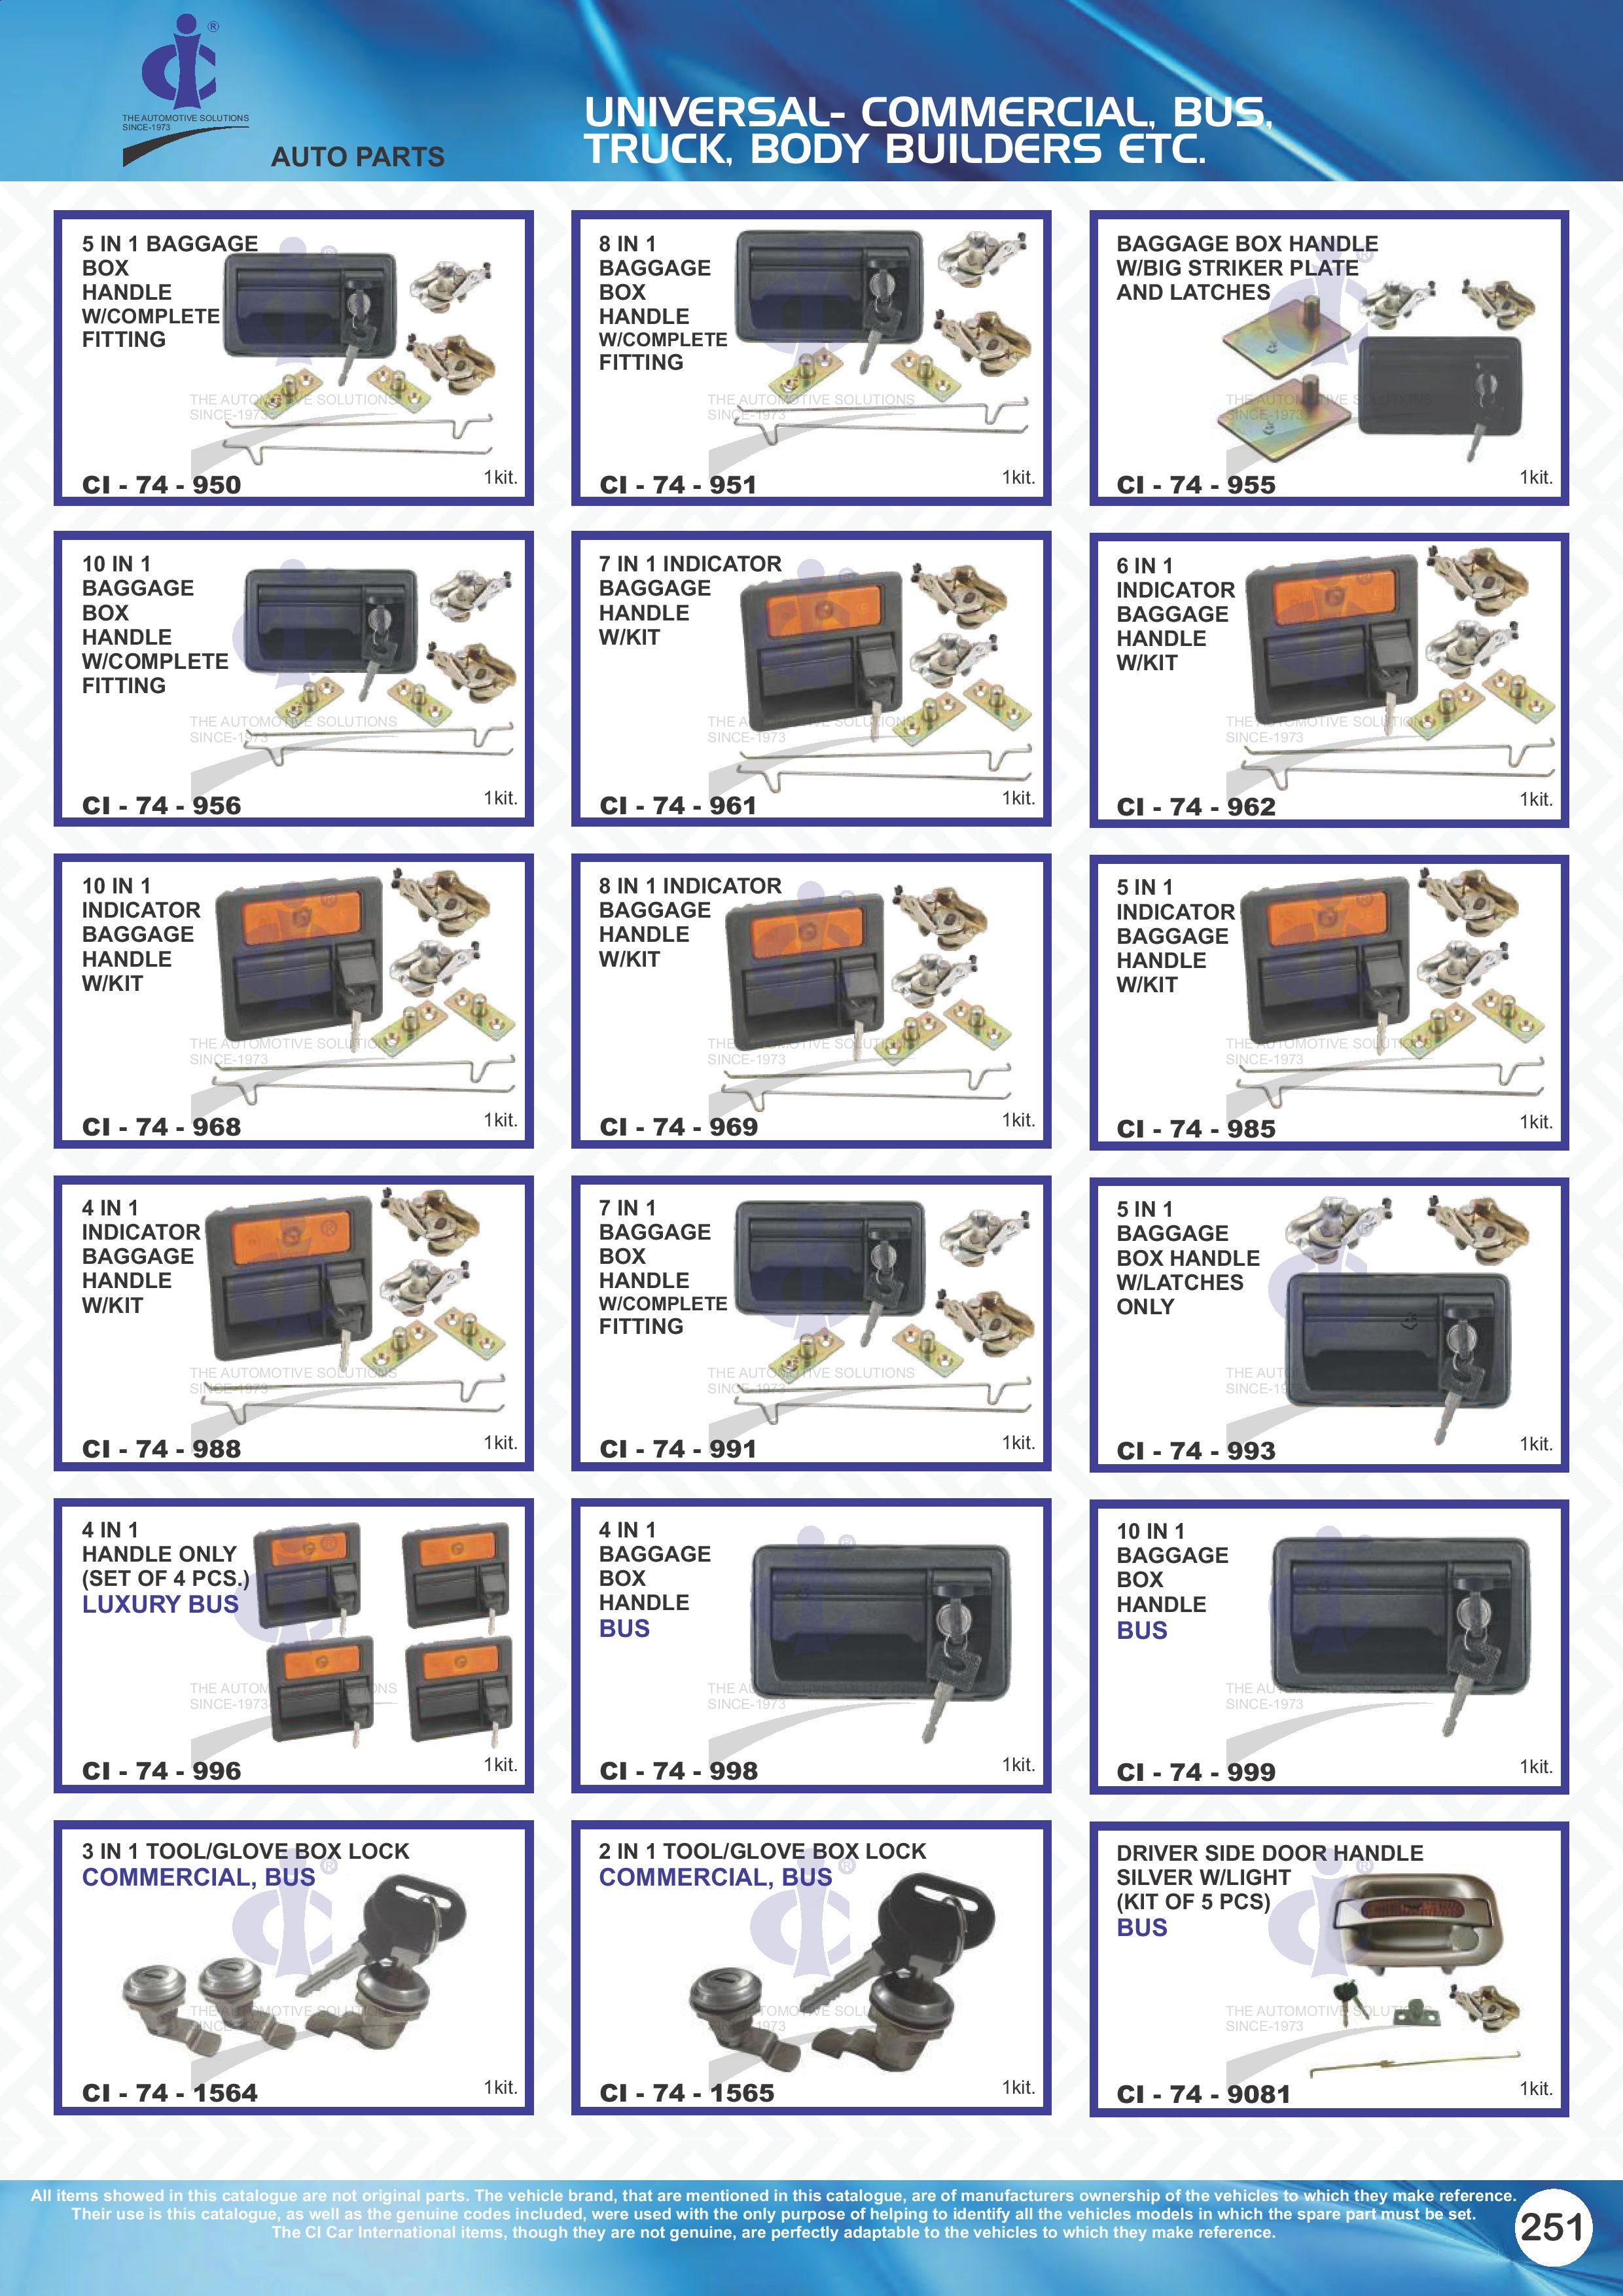 ®
THE AUTOMOTIVE SOLUTIONS
SINCE-1973
AUTO PARTS
UNIVERSAL- COMMERCIAL, BUS,
TRUCK, BODY BUILDERS ETC.
5 IN 1 BAGGAGE
BOX
HANDLE
W/COMPLETE
FITTING
CI - 74 - 950
1kit.
8 IN 1
BAGGAGE
BOX
HANDLE
W/COMPLETE
FITTING
CI - 74 - 951
1kit.
BAGGAGE BOX HANDLE
W/BIG STRIKER PLATE
AND LATCHES
CI - 74 - 955
1kit.
10 IN 1
BAGGAGE
BOX
HANDLE
W/COMPLETE
FITTING
CI - 74 - 956
1kit.
7 IN 1 INDICATOR
BAGGAGE
HANDLE
W/KIT
CI - 74 - 961
1kit.
6 IN 1
INDICATOR
BAGGAGE
HANDLE
W/KIT
CI - 74 - 962
1kit.
10 IN 1
INDICATOR
BAGGAGE
HANDLE
W/KIT
CI - 74 - 968
1kit.
8 IN 1 INDICATOR
BAGGAGE
HANDLE
W/KIT
CI - 74 - 969
1kit.
5 IN 1
INDICATOR
BAGGAGE
HANDLE
W/KIT
CI - 74 - 985
1kit.
4 IN 1
INDICATOR
BAGGAGE
HANDLE
W/KIT
CI - 74 - 988
1kit.
7 IN 1
BAGGAGE
BOX
HANDLE
W/COMPLETE
FITTING
CI - 74 - 991
1kit.
5 IN 1
BAGGAGE
BOX HANDLE
W/LATCHES
ONLY
CI - 74 - 993
1kit.
4 IN 1
HANDLE ONLY
(SET OF 4 PCS.)
LUXURY BUS
CI - 74 - 996
1kit.
4 IN 1
BAGGAGE
BOX
HANDLE
BUS
CI - 74 - 998
1kit.
10 IN 1
BAGGAGE
BOX
HANDLE
BUS
CI - 74 - 999
1kit.
3 IN 1 TOOL/GLOVE BOX LOCK
COMMERCIAL, BUS
CI - 74 - 1564
1kit.
2 IN 1 TOOL/GLOVE BOX LOCK
COMMERCIAL, BUS
CI - 74 - 1565
1kit.
DRIVER SIDE DOOR HANDLE
SILVER W/LIGHT
(KIT OF 5 PCS)
BUS
CI - 74 - 9081
1kit.
All items showed in this catalogue are not original parts. The vehicle brand, that are mentioned in this catalogue, are of manufacturers ownership of the vehicles to which they make reference.
Their use is this catalogue, as well as the genuine codes included, were used with the only purpose of helping to identify all the vehicles models in which the spare part must be set.
The CI Car International items, though they are not genuine, are perfectly adaptable to the vehicles to which they make reference.
251